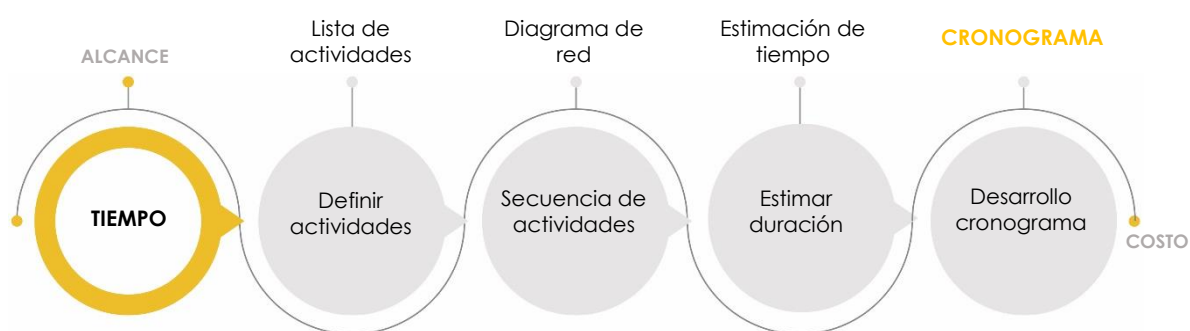 ALCANCE
Lista de
actividades
Diagrama de
red
Estimación de
tiempo
CRONOGRAMA
TIEMPO
Definir
actividades
Secuencia de
actividades
Estimar
duración
Desarrollo
cronograma
COSTO